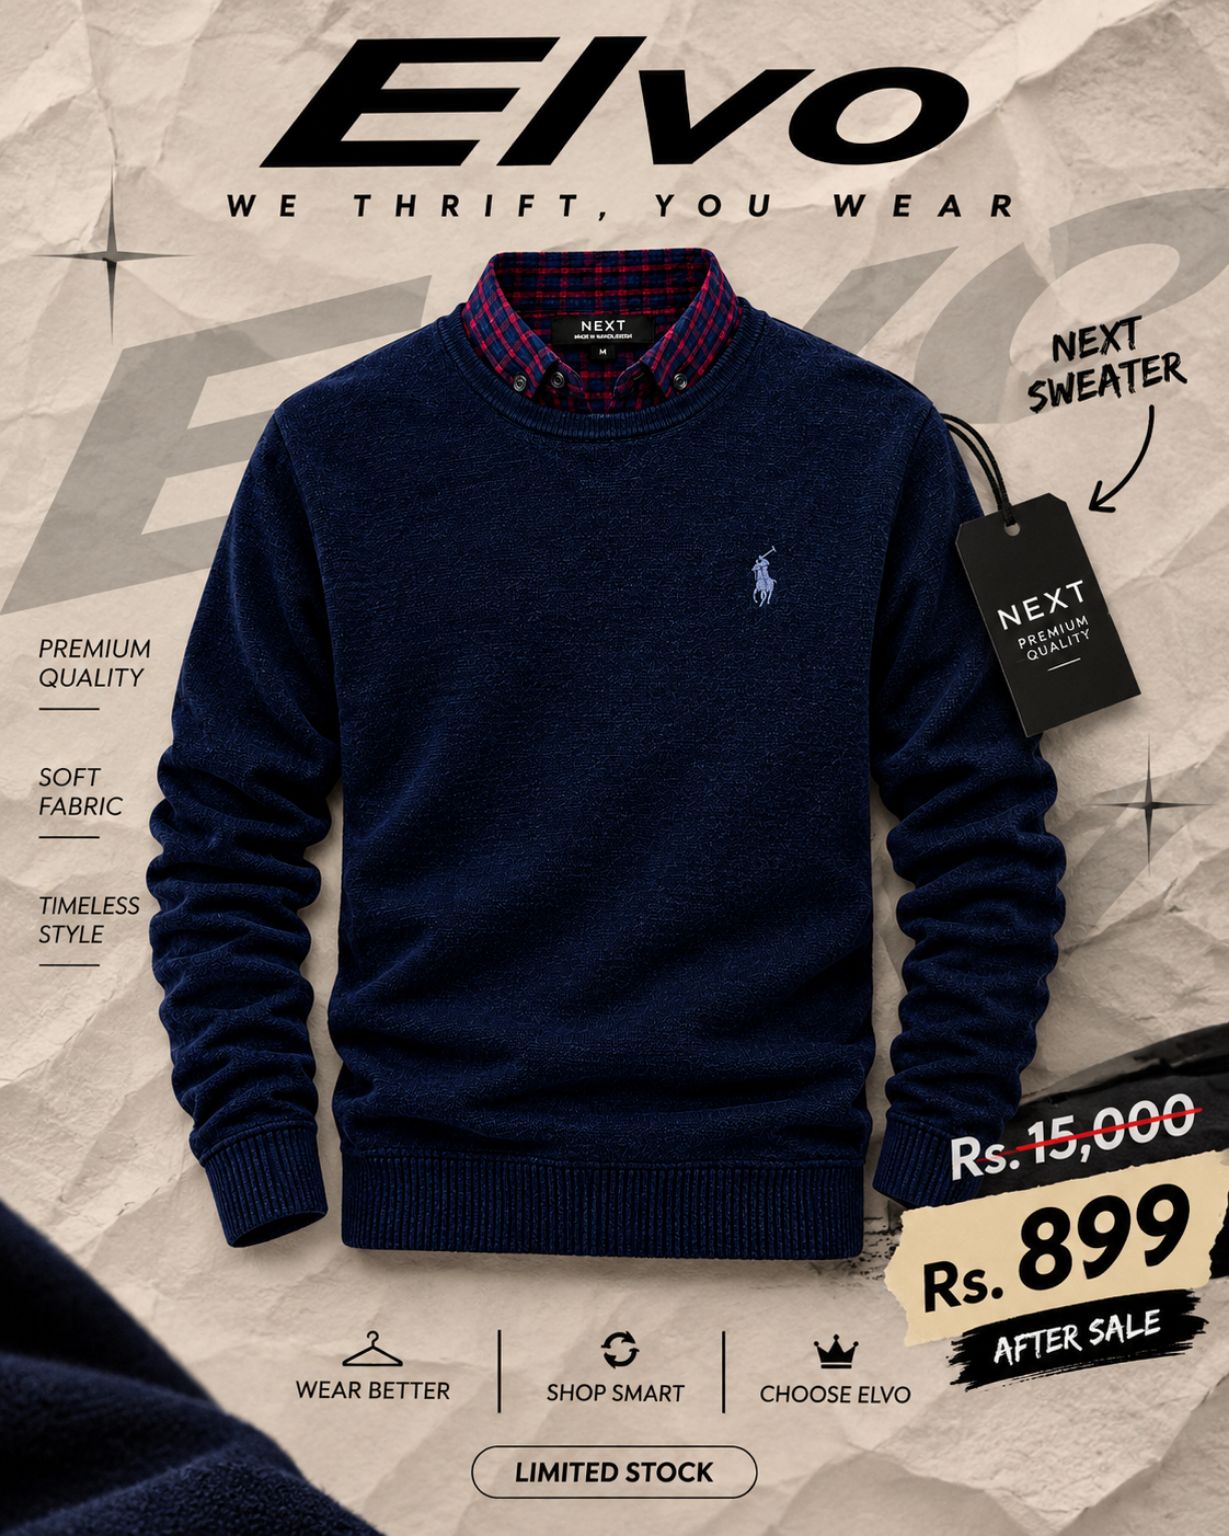 Elvo
WE THRIFT, YOU WEAR
Elvo
NEXT
M
NEXT
SWEATER
NEXT
PREMIUM
QUALITY
PREMIUM
QUALITY
SOFT
FABRIC
TIMELESS
STYLE
Rs. 15,000
Rs. 899
AFTER SALE
WEAR BETTER
SHOP SMART
CHOOSE ELVO
LIMITED STOCK